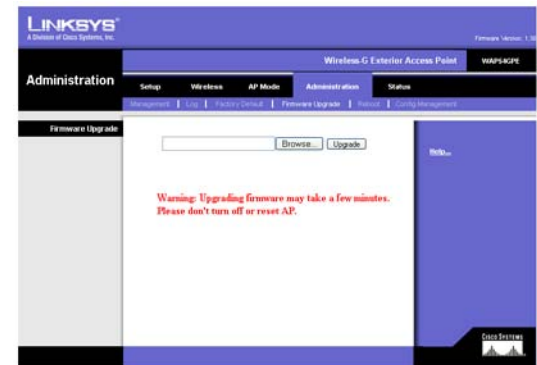 LINKSYS®
A Division of Cisco Systems, Inc.
Firmware Version: 1.
Wireless-G Exterior Access Point WAP54GPE
Administration
Setup Wireless AP Mode Administration Status
Management | Log | Factory Default | Firmware Upgrade | Reboot | Config Management
Firmware Upgrade
Browse... Upgrade
Help...
Warning: Upgrading firmware may take a few minutes.
Please don't turn off or reset AP.
CISCO SYSTEMS